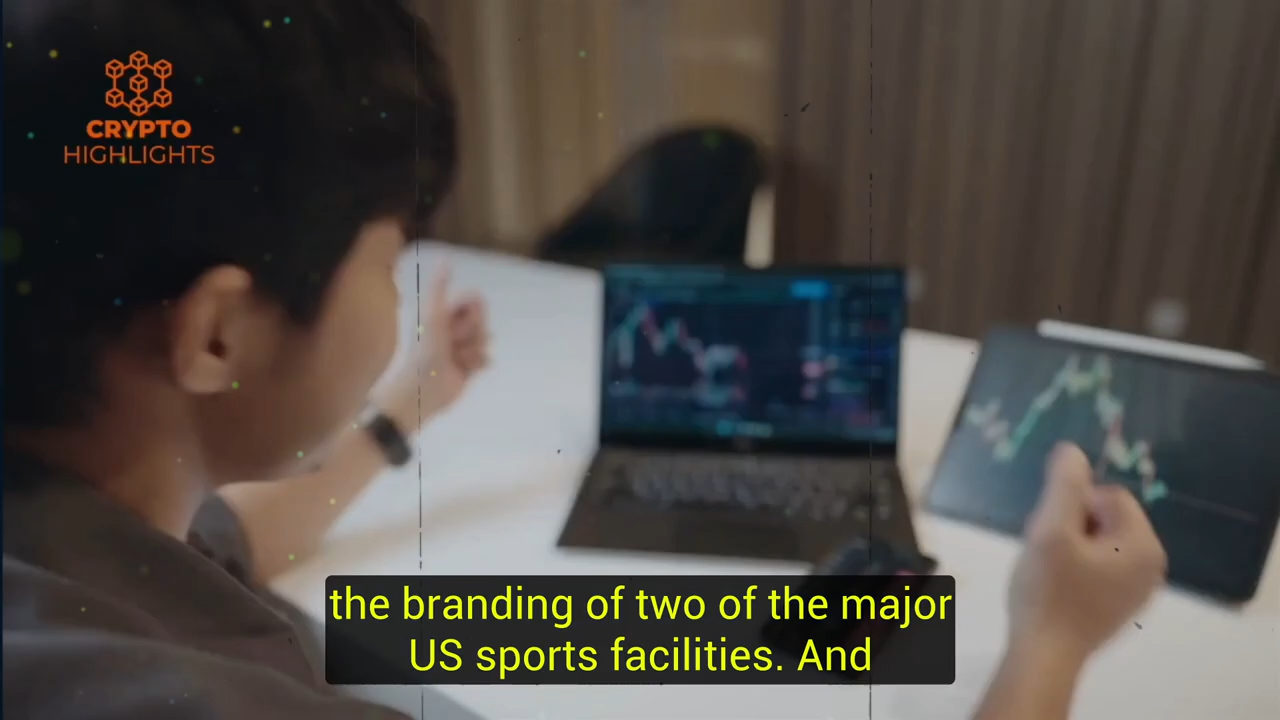 CRYPTO
HIGHLIGHTS
the branding of two of the major
US sports facilities. And